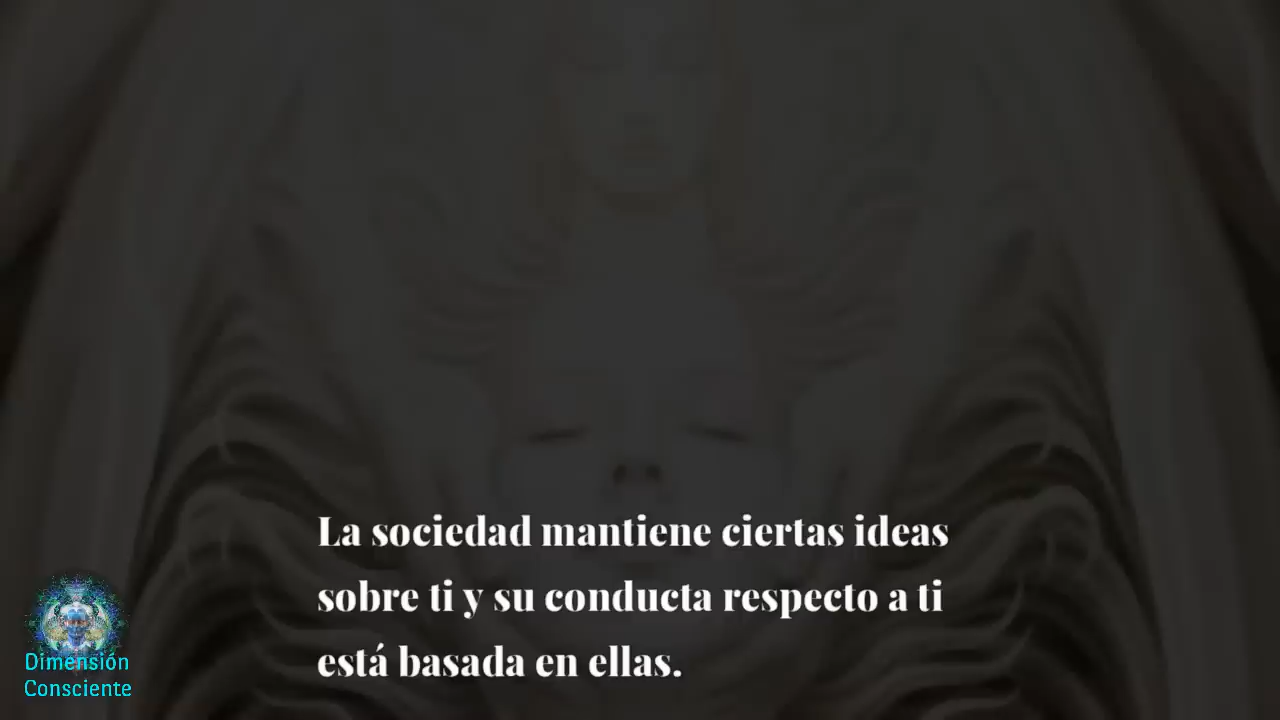 La sociedad mantiene ciertas ideas
sobre ti y su conducta respecto a ti
está basada en ellas.
Dimensión
Consciente